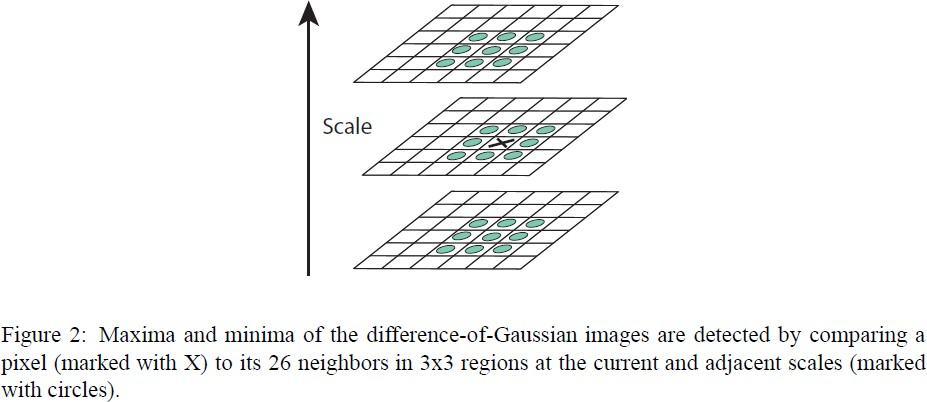 Scale
X
Figure 2: Maxima and minima of the difference-of-Gaussian images are detected by comparing a
pixel (marked with X) to its 26 neighbors in 3x3 regions at the current and adjacent scales (marked
with circles).